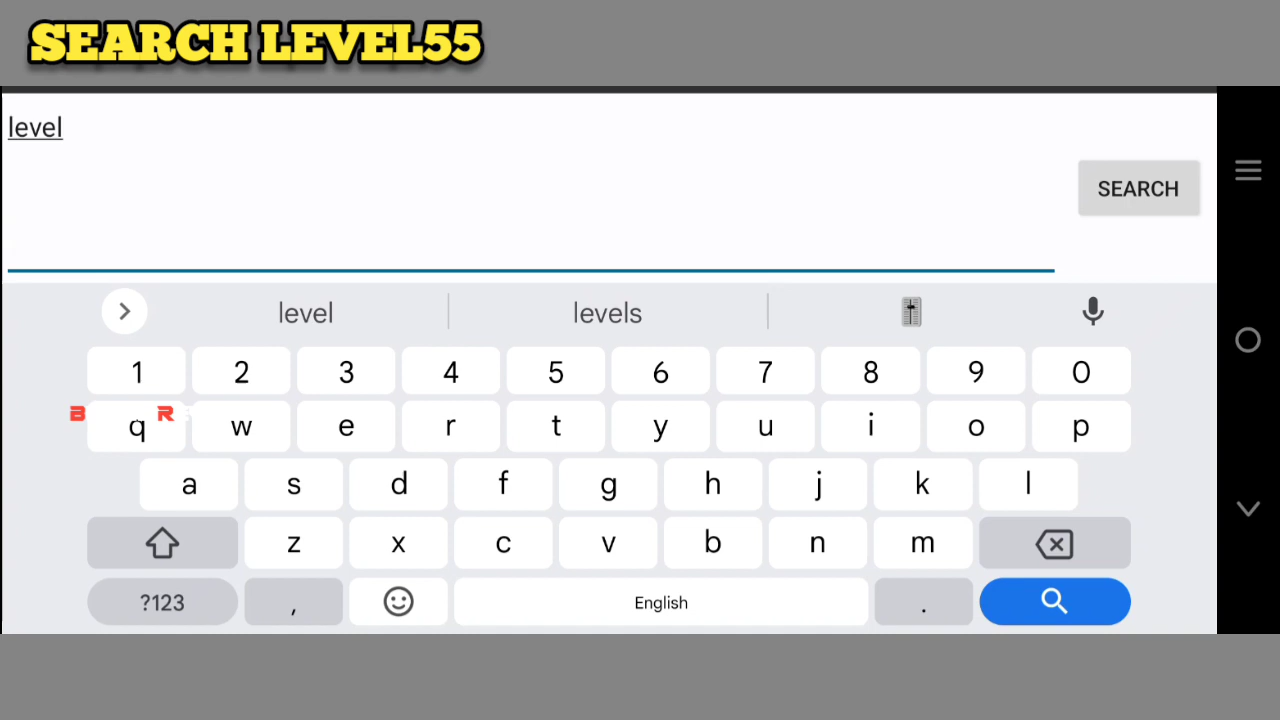 SEARCH LEVEL55
level
SEARCH
level levels
1 2 3 4 5 6 7 8 9 0
q w e r t y u i o p
a s d f g h j k l
z x c v b n m
?123 , English .